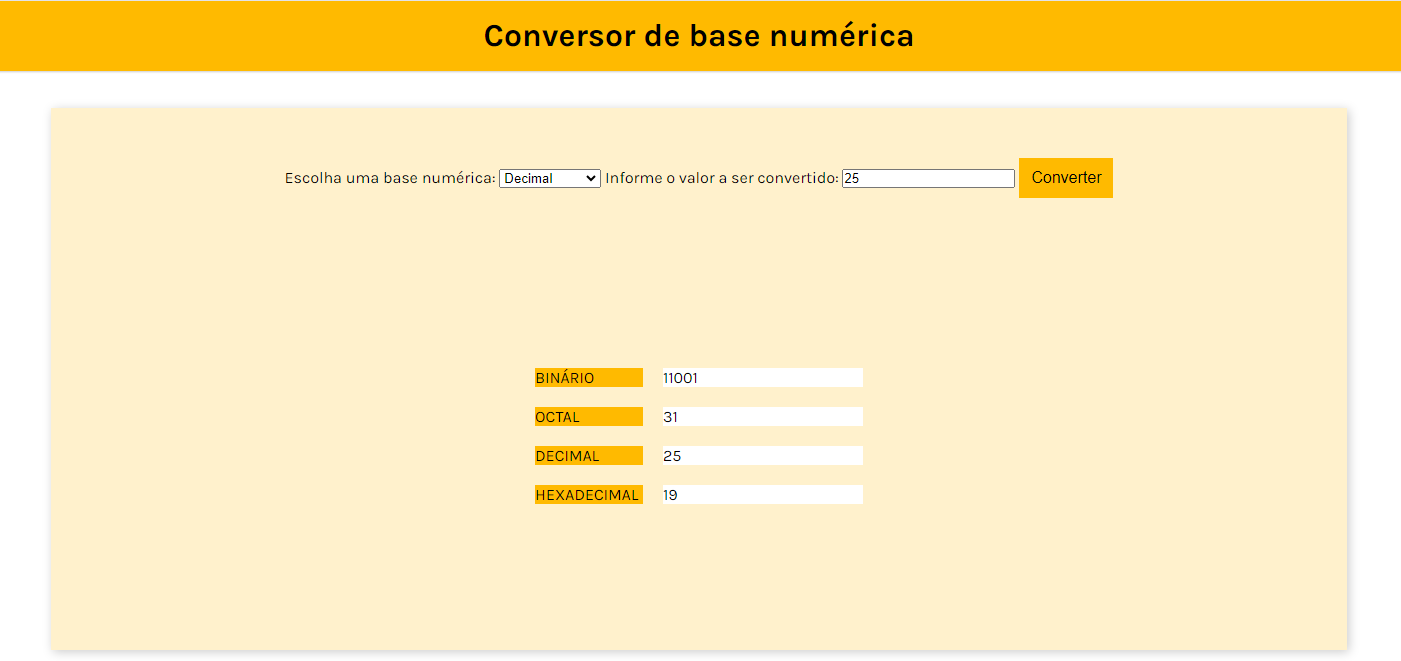 Conversor de base numérica
Escolha uma base numérica: Decimal Informe o valor a ser convertido: 25 Converter
BINÁRIO 11001
OCTAL 31
DECIMAL 25
HEXADECIMAL 19